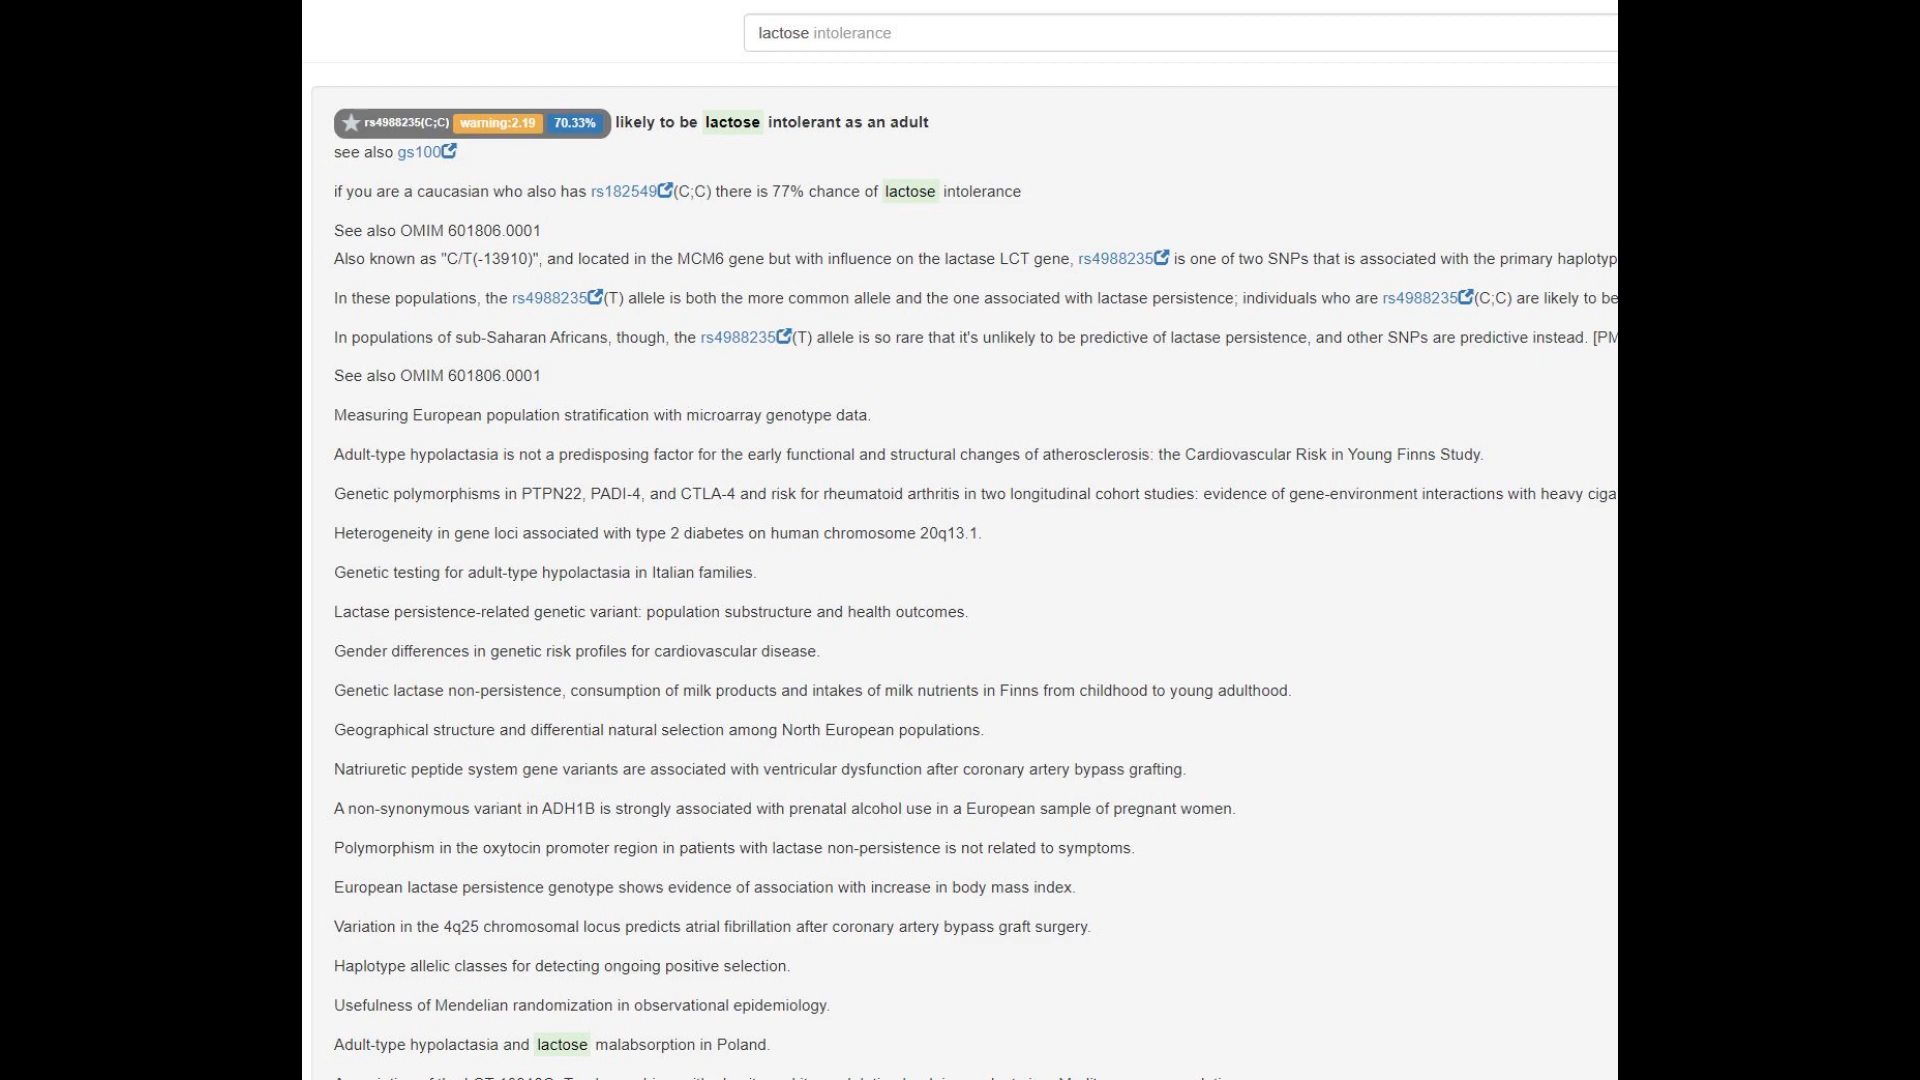 lactose intolerance
rs4988235(C;C) warning:2.19 70.33% likely to be lactose intolerant as an adult
see also gs100
if you are a caucasian who also has rs182549(C;C) there is 77% chance of lactose intolerance
See also OMIM 601806.0001
Also known as "C/T(-13910)", and located in the MCM6 gene but with influence on the lactase LCT gene, rs4988235 is one of two SNPs that is associated with the primary haplotyp
In these populations, the rs4988235(T) allele is both the more common allele and the one associated with lactase persistence; individuals who are rs4988235(C;C) are likely to be
In populations of sub-Saharan Africans, though, the rs4988235(T) allele is so rare that it's unlikely to be predictive of lactase persistence, and other SNPs are predictive instead. [PM
See also OMIM 601806.0001
Measuring European population stratification with microarray genotype data.
Adult-type hypolactasia is not a predisposing factor for the early functional and structural changes of atherosclerosis: the Cardiovascular Risk in Young Finns Study.
Genetic polymorphisms in PTPN22, PADI-4, and CTLA-4 and risk for rheumatoid arthritis in two longitudinal cohort studies: evidence of gene-environment interactions with heavy ciga
Heterogeneity in gene loci associated with type 2 diabetes on human chromosome 20q13.1.
Genetic testing for adult-type hypolactasia in Italian families.
Lactase persistence-related genetic variant: population substructure and health outcomes.
Gender differences in genetic risk profiles for cardiovascular disease.
Genetic lactase non-persistence, consumption of milk products and intakes of milk nutrients in Finns from childhood to young adulthood.
Geographical structure and differential natural selection among North European populations.
Natriuretic peptide system gene variants are associated with ventricular dysfunction after coronary artery bypass grafting.
A non-synonymous variant in ADH1B is strongly associated with prenatal alcohol use in a European sample of pregnant women.
Polymorphism in the oxytocin promoter region in patients with lactase non-persistence is not related to symptoms.
European lactase persistence genotype shows evidence of association with increase in body mass index.
Variation in the 4q25 chromosomal locus predicts atrial fibrillation after coronary artery bypass graft surgery.
Haplotype allelic classes for detecting ongoing positive selection.
Usefulness of Mendelian randomization in observational epidemiology.
Adult-type hypolactasia and lactose malabsorption in Poland.